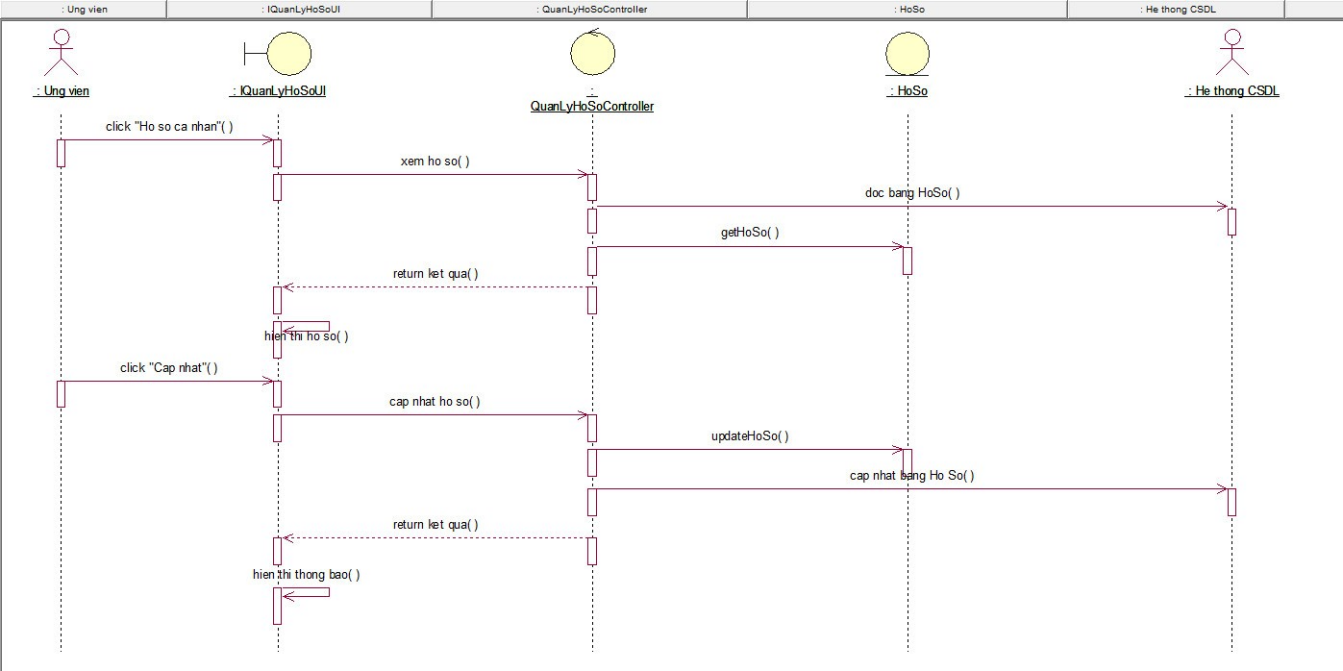 : Ung vien
: IQuanLyHoSoUI
: QuanLyHoSoController
: HoSo
: He thong CSDL
: Ung vien
: IQuanLyHoSoUI
:
QuanLyHoSoController
: HoSo
: He thong CSDL
click "Ho so ca nhan"( )
xem ho so( )
doc bang HoSo( )
getHoSo( )
return ket qua( )
hien thi ho so( )
click "Cap nhat"( )
cap nhat ho so( )
updateHoSo( )
cap nhat bang Ho So( )
return ket qua( )
hien thi thong bao( )